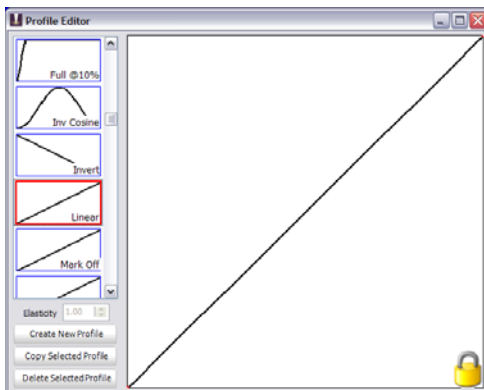 Profile Editor
Full @10%
Inv Cosine
Invert
Linear
Mark Off
Elasticity 1.00
Create New Profile
Copy Selected Profile
Delete Selected Profile